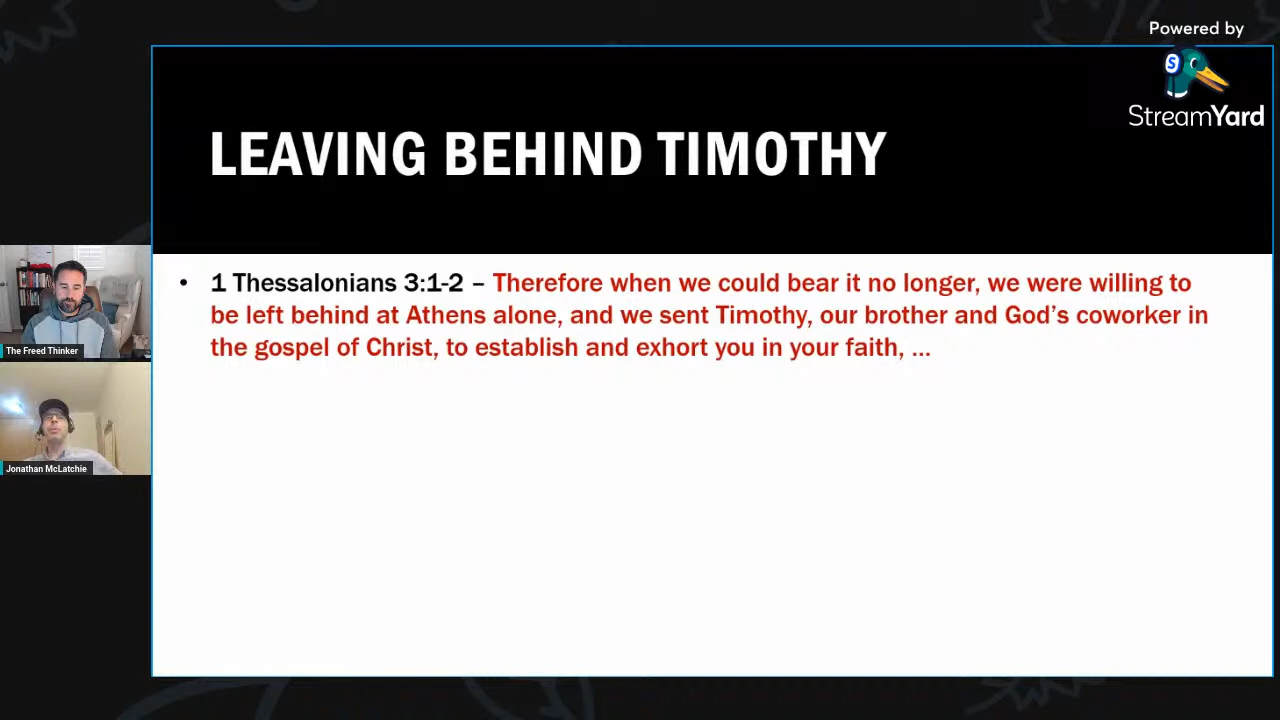 Powered by
S
StreamYard
LEAVING BEHIND TIMOTHY
• 1 Thessalonians 3:1-2 – Therefore when we could bear it no longer, we were willing to
be left behind at Athens alone, and we sent Timothy, our brother and God's coworker in
the gospel of Christ, to establish and exhort you in your faith, ...
The Freed Thinker
Jonathan McLatchie